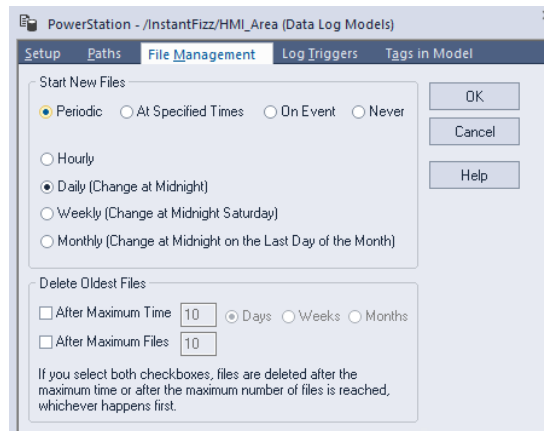 PowerStation - /InstantFizz/HMI_Area (Data Log Models)
Setup Paths File Management Log Triggers Tags in Model
Start New Files
Periodic At Specified Times On Event Never
Hourly
Daily (Change at Midnight)
Weekly (Change at Midnight Saturday)
Monthly (Change at Midnight on the Last Day of the Month)
OK
Cancel
Help
Delete Oldest Files
After Maximum Time 10 Days Weeks Months
After Maximum Files 10
If you select both checkboxes, files are deleted after the
maximum time or after the maximum number of files is reached,
whichever happens first.